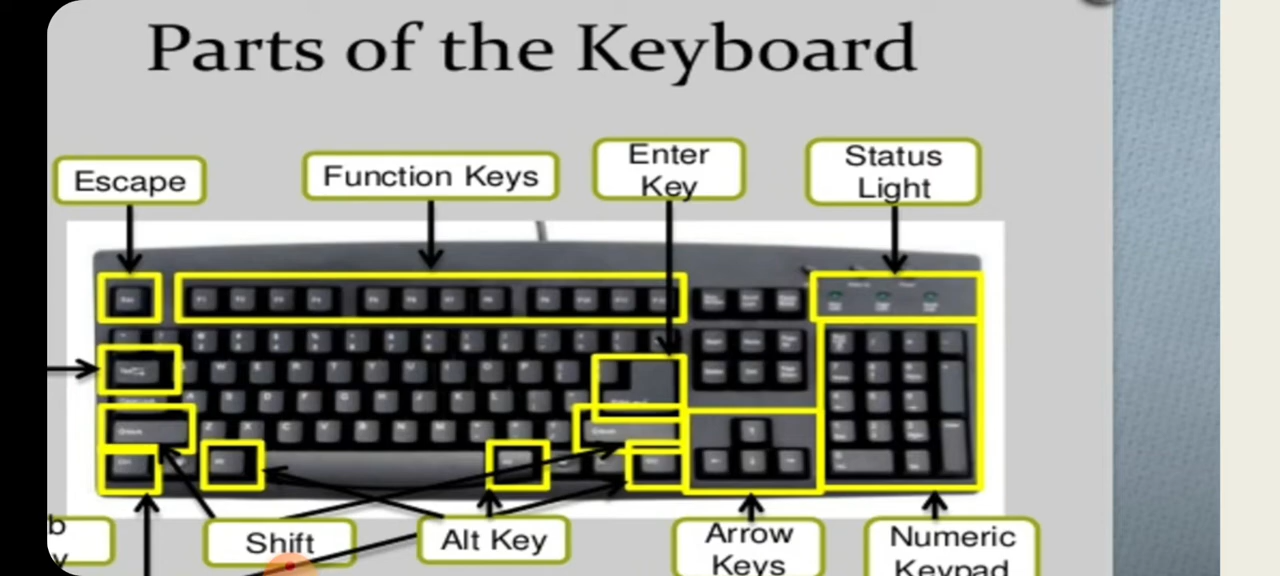 Parts of the Keyboard
Escape
Function Keys
Enter
Key
Status
Light
b
y
Shift
Alt Key
Arrow
Keys
Numeric
Keypad